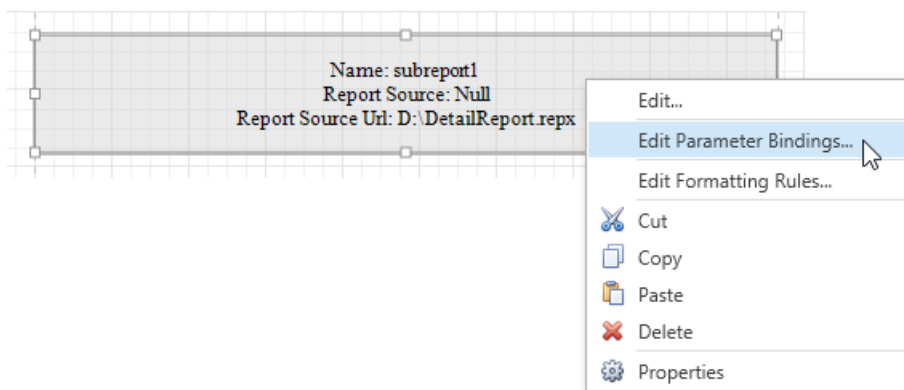 Name: subreport1
Report Source: Null
Report Source Url: D:\DetailReport.repx
Edit...
Edit Parameter Bindings...
Edit Formatting Rules...
Cut
Copy
Paste
Delete
Properties